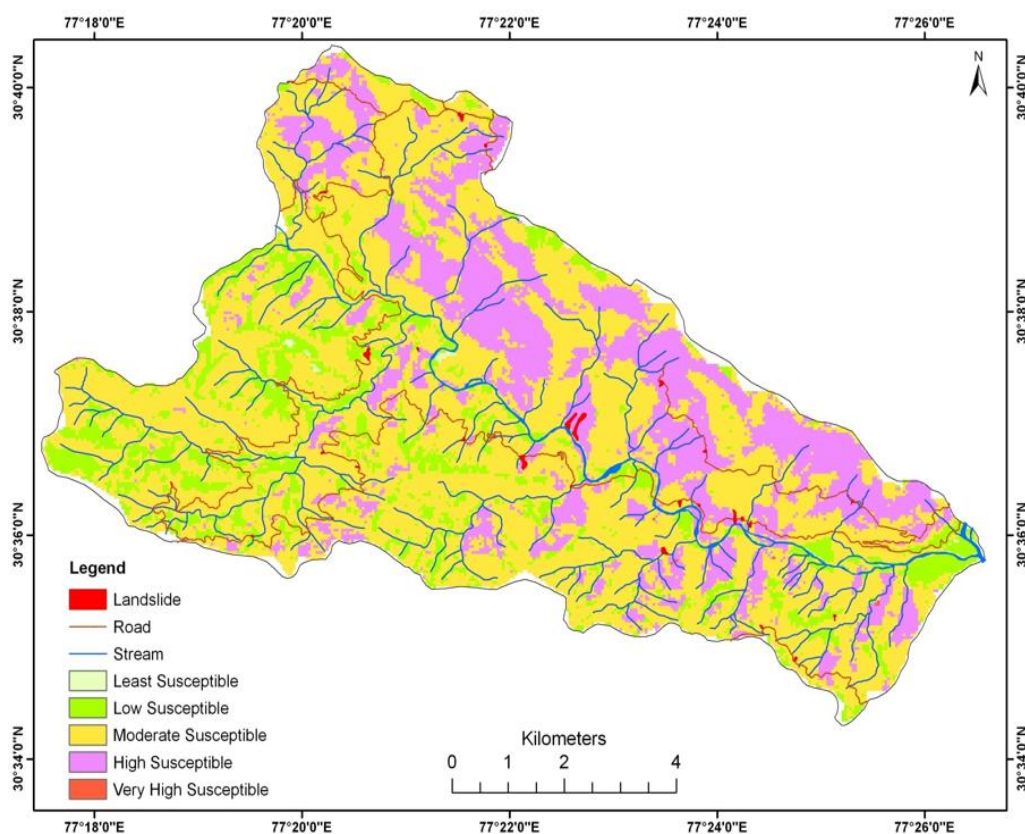 77°18'0"E 77°20'0"E 77°22'0"E 77°24'0"E 77°26'0"E
N
30°40'0"N 30°40'0"N
30°38'0"N 30°38'0"N
30°36'0"N 30°36'0"N
Legend
Landslide
Road
Stream
Least Susceptible
Low Susceptible
Moderate Susceptible
High Susceptible
Very High Susceptible
Kilometers
0 1 2 4
30°34'0"N 30°34'0"N
77°18'0"E 77°20'0"E 77°22'0"E 77°24'0"E 77°26'0"E